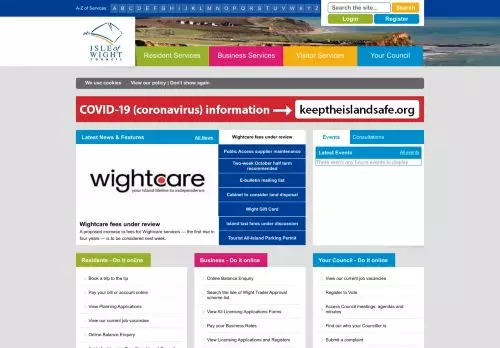 A-Z of Services: A B C D E F G H I J K L M N O P Q R S T U V W X Y Z
Search the site...
Search
Login
Register
ISLE of
WIGHT
COUNCIL
Resident Services
Business Services
Visitor Services
Your Council
We use cookies
View our policy | Don't show again.
COVID-19 (coronavirus) information
keeptheislandsafe.org
Latest News & Features
All News
wightcare
your island lifeline to independence
Wightcare fees under review
A proposed increase to fees for Wightcare services — the first rise in
four years — is to be considered next week.
Wightcare fees under review
Public Access supplier maintenance
Two-week October half term
recommended
E-bulletin mailing list
Cabinet to consider land disposal
Wight Gift Card
Island taxi fares under discussion
Tourist All-Island Parking Permit
Events
Consultations
Latest Events
All events
There aren't any future events to display
Residents - Do it online
Book a trip to the tip
Pay your bill or account online
View Planning Applications
View our current job vacancies
Online Balance Enquiry
Business - Do it online
Online Balance Enquiry
Search the Isle of Wight Trader Approval
scheme list
View All Licensing Applications Forms
Pay your Business Rates
View Licensing Applications and Registers
Your Council - Do it online
View our current job vacancies
Register to Vote
Access Council meetings, agendas and
minutes
Find out who your Councillor is
Submit a complaint